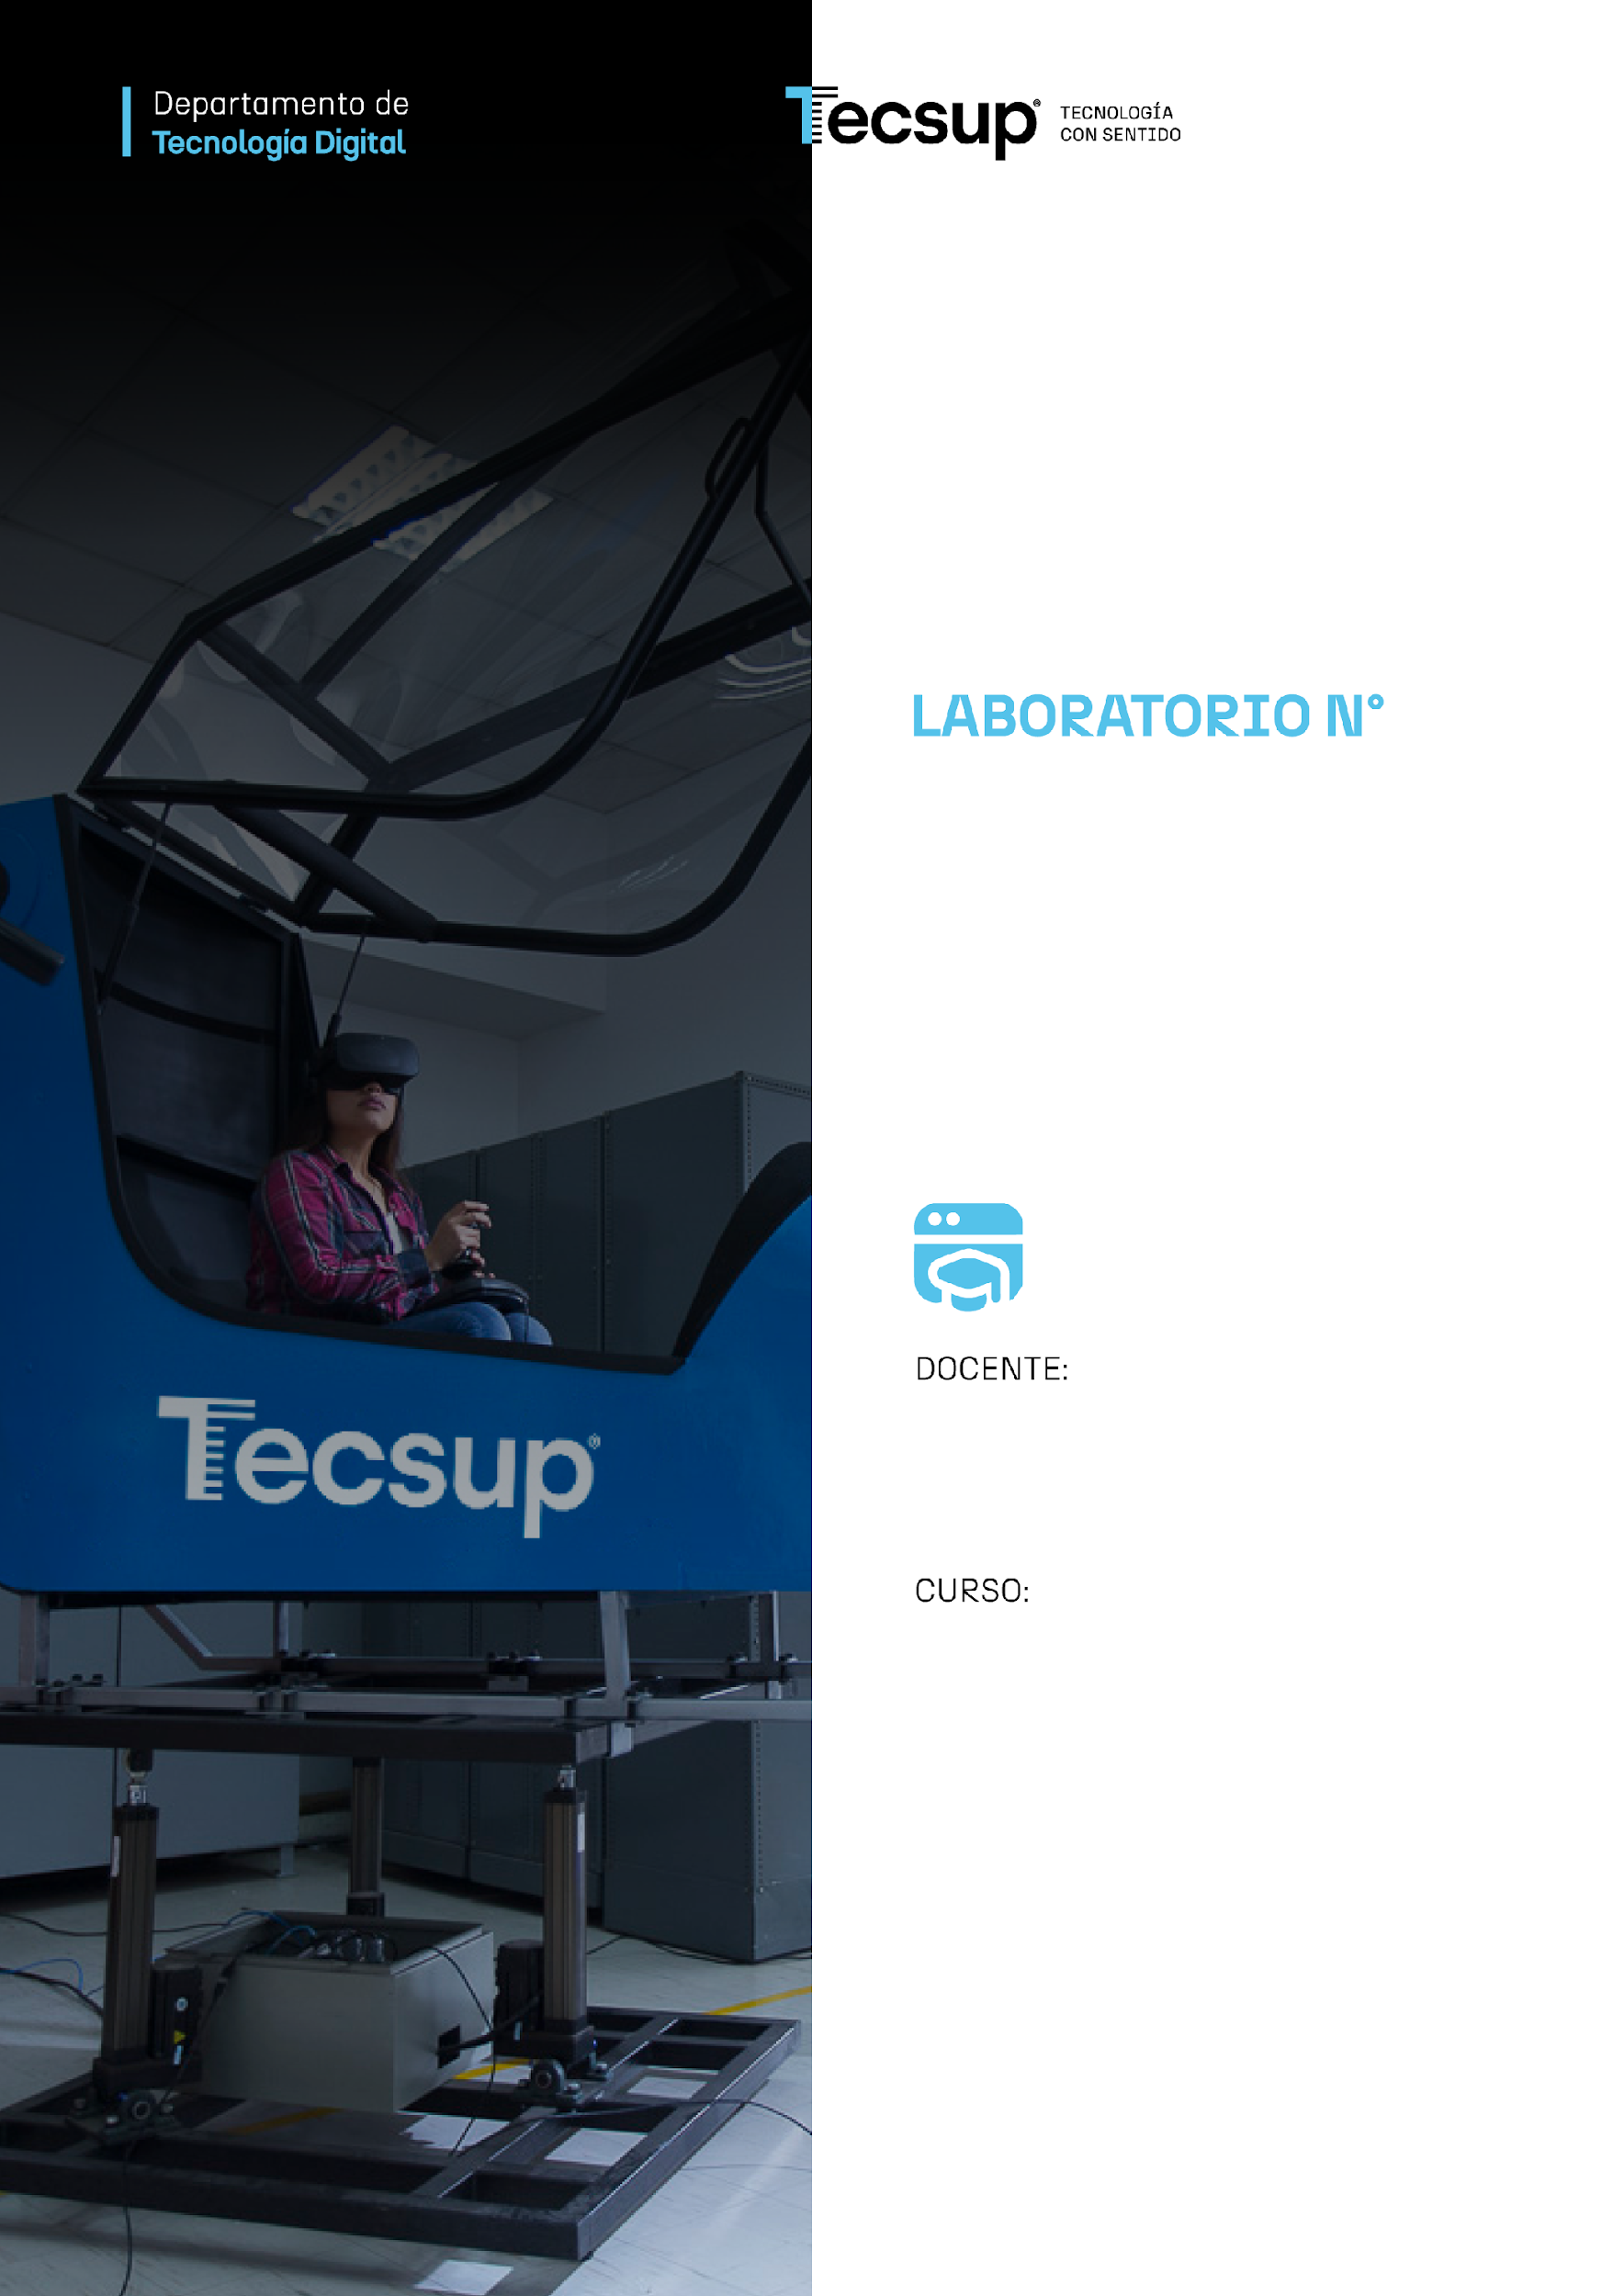 Departamento de
Tecnología Digital
Tecsup®
TECNOLOGÍA
CON SENTIDO
LABORATORIO N°
DOCENTE:
CURSO:
Tecsup®